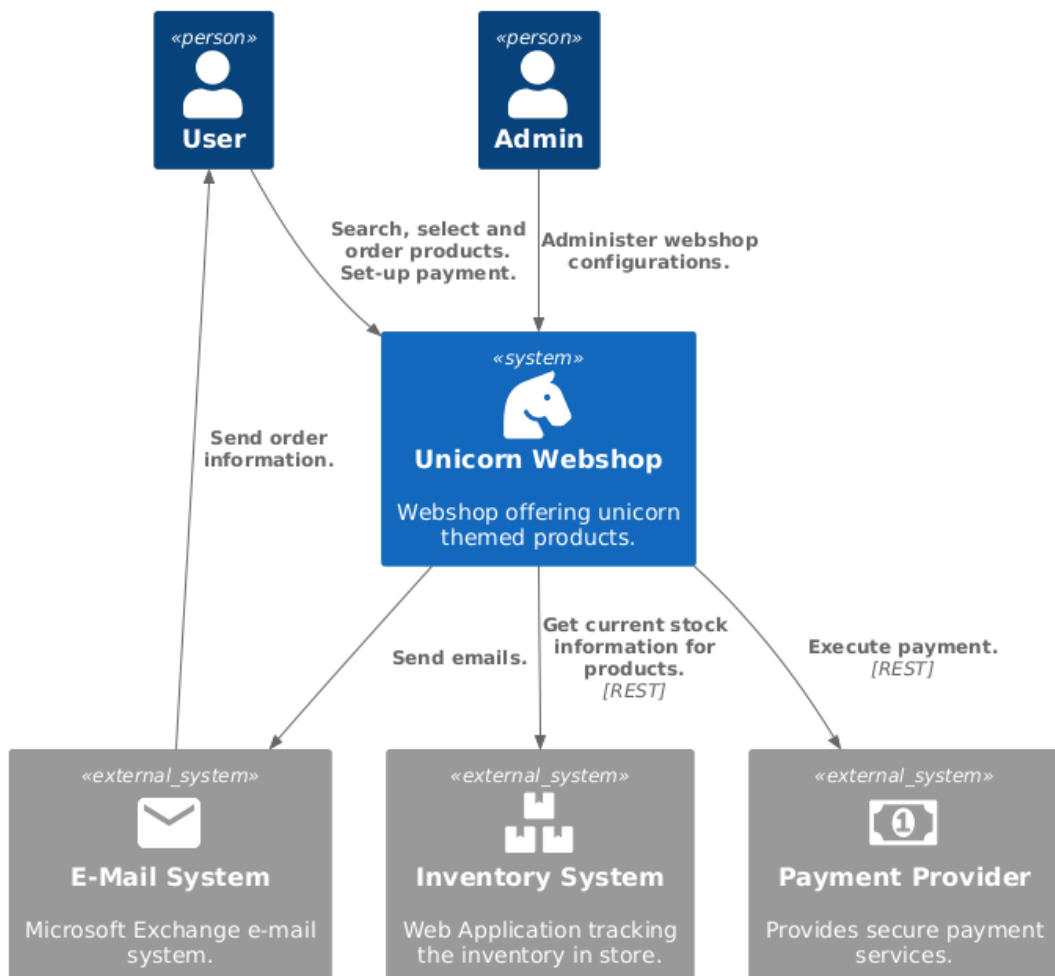 «person»
User
«person»
Admin
Search, select and
order products.
Set-up payment.
Administer webshop
configurations.
«system»
Unicorn Webshop
Webshop offering unicorn
themed products.
Send order
information.
Send emails.
Get current stock
information for
products.
[REST]
Execute payment.
[REST]
«external_system»
E-Mail System
Microsoft Exchange e-mail
system.
«external_system»
Inventory System
Web Application tracking
the inventory in store.
«external_system»
1
Payment Provider
Provides secure payment
services.